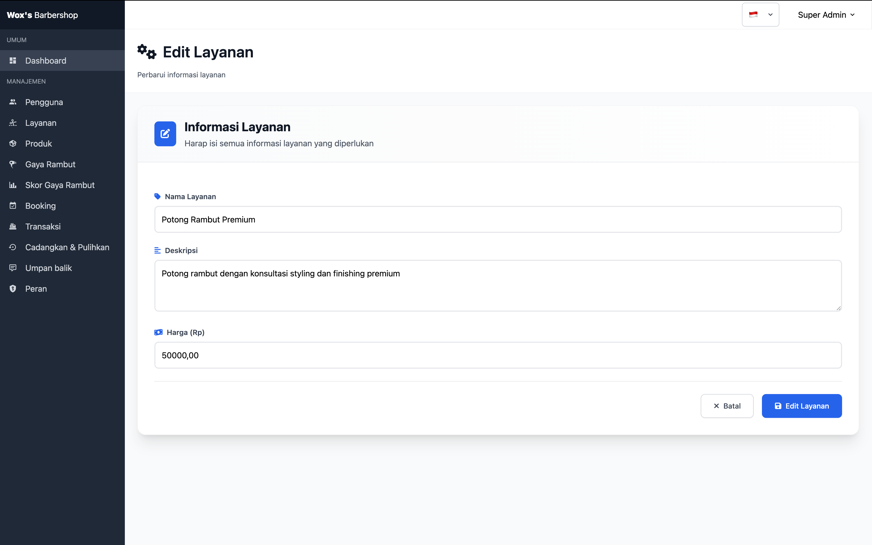 Wox's Barbershop
UMUM
Dashboard
MANAJEMEN
Pengguna
Layanan
Produk
Gaya Rambut
Skor Gaya Rambut
Booking
Transaksi
Cadangkan & Pulihkan
Umpan balik
Peran
Super Admin
Edit Layanan
Perbarui informasi layanan
Informasi Layanan
Harap isi semua informasi layanan yang diperlukan
Nama Layanan
Potong Rambut Premium
Deskripsi
Potong rambut dengan konsultasi styling dan finishing premium
Harga (Rp)
50000,00
Batal
Edit Layanan